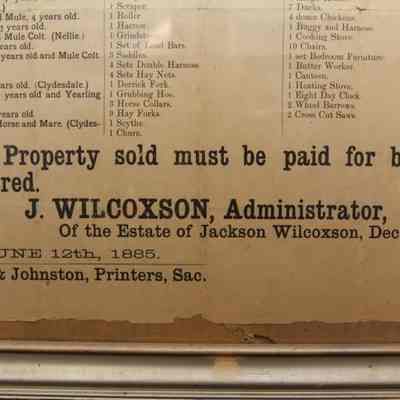 1 Scraper.
7 Ducks.
Mule, 4 years old.
1 Roller
4 dozen Chickens.
years old.
1 Harrow.
1 Buggy and Harness.
Mule Colt. (Nellie.)
1 Grindstone
1 Cooking Stove.
ears old.
1 Set of Lead Bars.
10 Chairs.
years old and Mule Colt
3 Saddles.
1 set Bedroom Furniture
4 Sets Double Harness.
1 Butter Worker.
4 Sets Hay Nets.
1 Canteen.
ears old. (Clydesdale.)
1 Derrick Fork.
1 Heating Stove.
years old and Yearling
1 Grubbing Hoe.
1 Eight Day Clock
3 Horse Collars.
2 Wheel Barrows.
years old.
9 Hay Forks.
2 Cross Cut Saws.
Horse and Mare. (Clydes-
1 Scythe.
1 Churn.
Property sold must be paid for b
red.
J. WILCOXSON, Administrator,
Of the Estate of Jackson Wilcoxson, Dec
UNE 12th, 1885.
& Johnston, Printers, Sac.